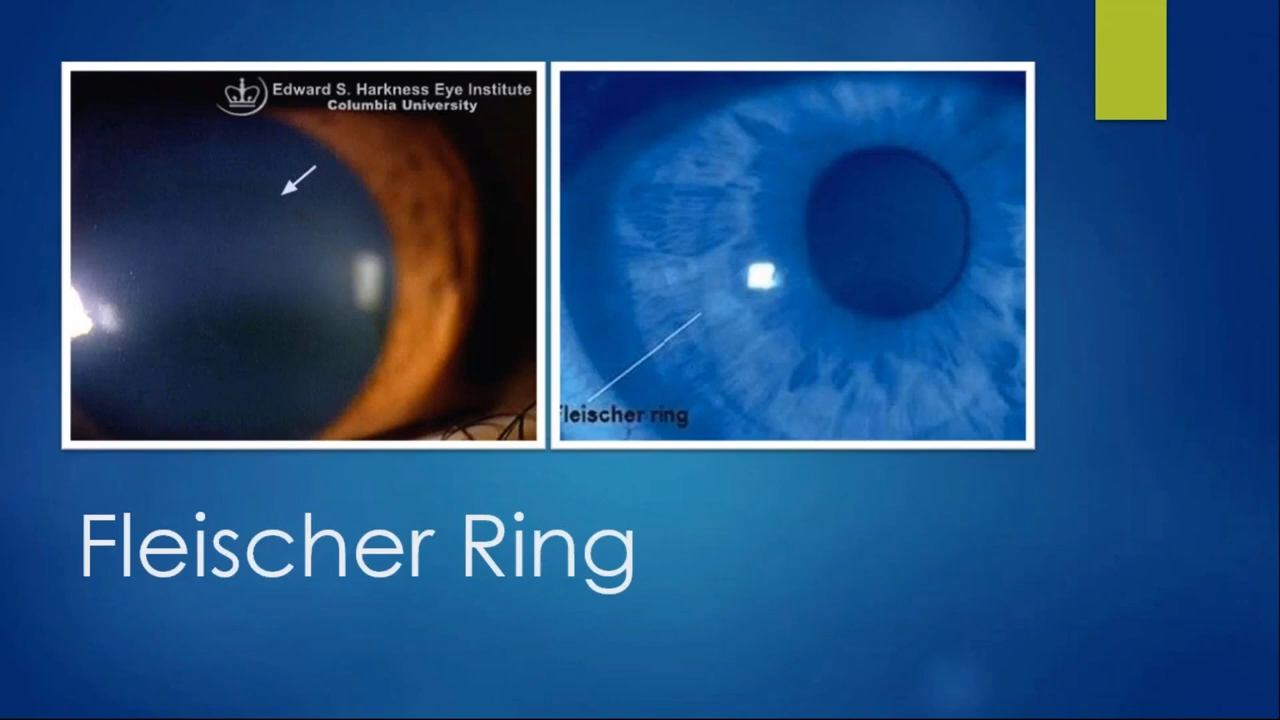 Edward S. Harkness Eye Institute
Columbia University
fleischer ring
Fleischer Ring